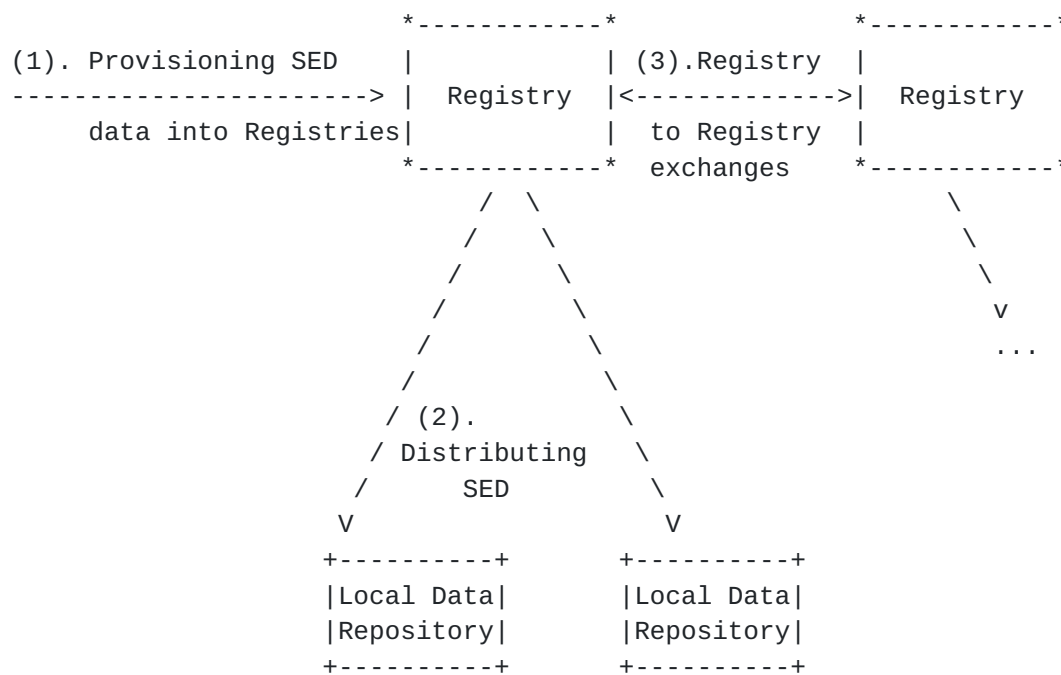 (1). Provisioning SED
(3).Registry
Registry
Registry
data into Registries
to Registry
exchanges
...
(2).
Distributing
SED
Local Data
Local Data
Repository
Repository